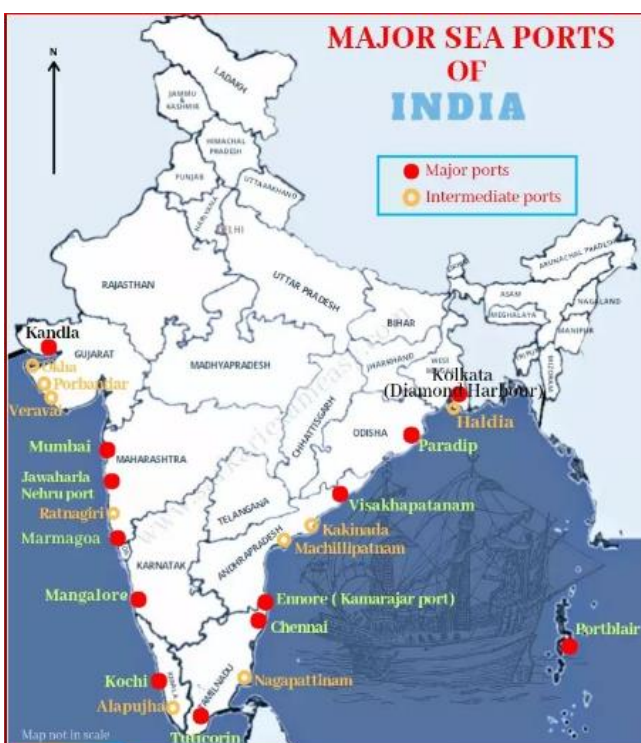 MAJOR SEA PORTS
OF
INDIA
N
Major ports
Intermediate ports
LADAKH
JAMMU
&
KASHMIR
HIMACHAL
PRADESH
PUNJAB
UTTARAKHAND
HARYANA
DELHI
ARUNACHAL PRADESH
RAJASTHAN
UTTAR PRADESH
ASSAM
NAGALAND
MEGHALAYA
BIHAR
MANIPUR
Kandla
GUJARAT
MADHYAPRADESH
JHARKHAND
WEST
MIZORAM
Okha
Porbandar
Veraval
Kolkata
(Diamond Harbour)
Haldia
CHHATTISGARH
ODISHA
Paradip
Mumbai
MAHARASHTRA
Jawaharla
Nehru port
Ratnagiri
TELANGANA
Visakhapatanam
Kakinada
Machillipatnam
ANDHRAPRADESH
Marmagoa
KARNATAK
Mangalore
Ennore ( Kamarajar port)
Chennai
Portblair
Kochi
KERALA
TAMILNADU
Nagapattinam
Alapujha
Tuticorin
Map not in scale